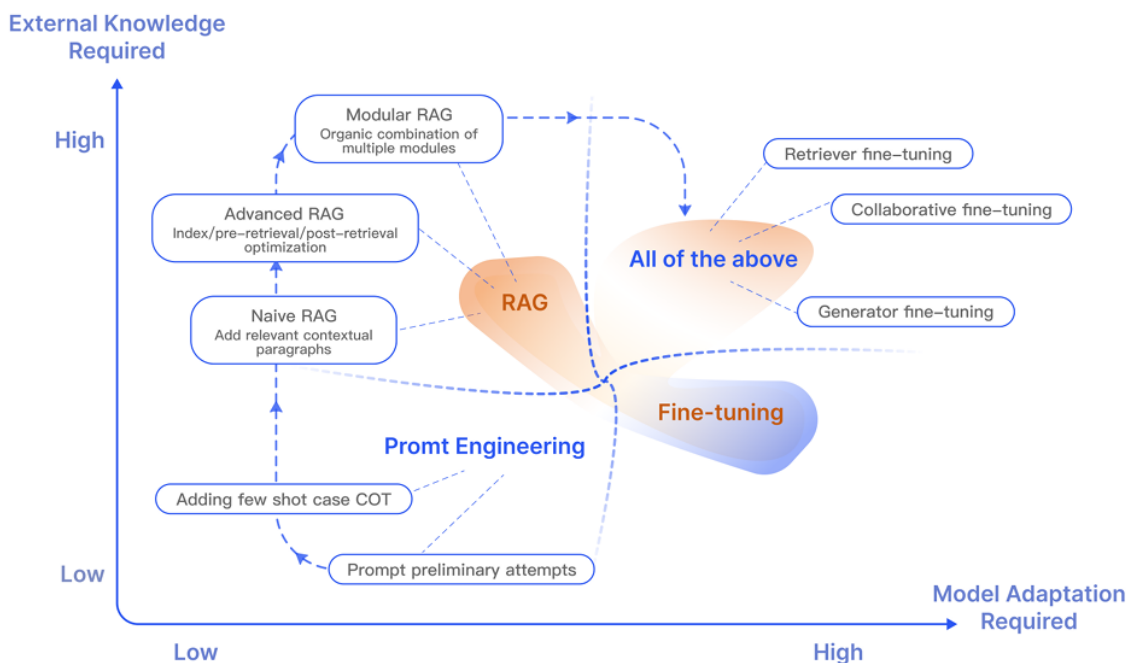 External Knowledge
Required
High
Modular RAG
Organic combination of
multiple modules
Retriever fine-tuning
Advanced RAG
Index/pre-retrieval/post-retrieval
optimization
Collaborative fine-tuning
All of the above
RAG
Naive RAG
Add relevant contextual
paragraphs
Generator fine-tuning
Fine-tuning
Promt Engineering
Adding few shot case COT
Prompt preliminary attempts
Low
Model Adaptation
Required
Low
High